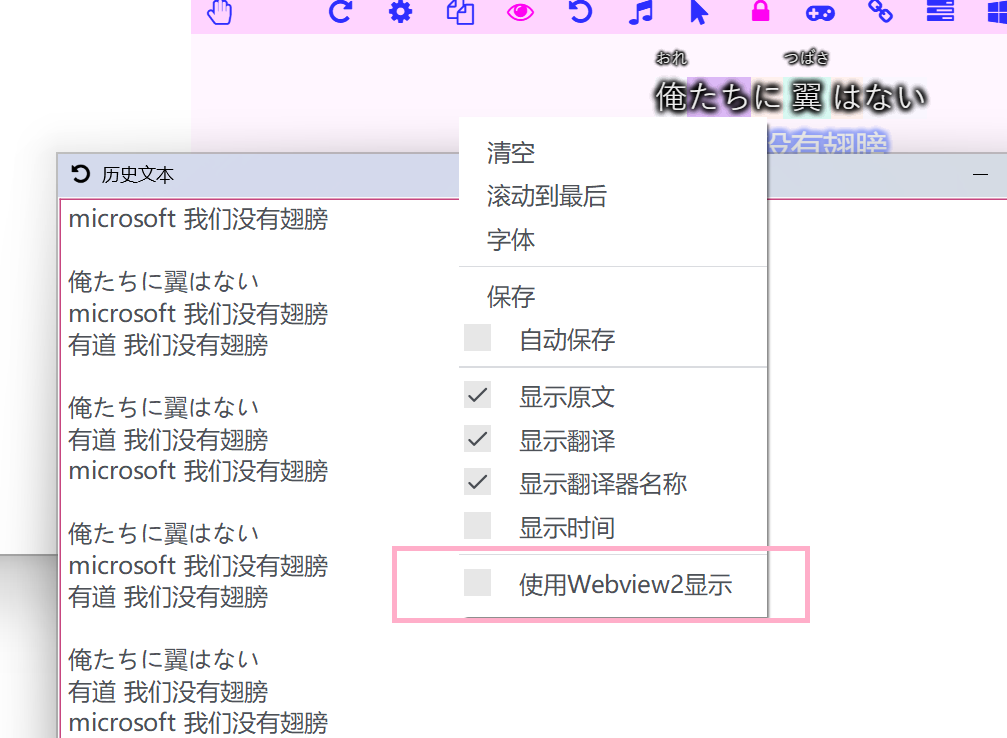 おれ つばさ
俺たちに 翼 はない
没有翅膀
历史文本
microsoft 我们没有翅膀
俺たちに翼はない
microsoft 我们没有翅膀
有道 我们没有翅膀
俺たちに翼はない
有道 我们没有翅膀
microsoft 我们没有翅膀
俺たちに翼はない
microsoft 我们没有翅膀
有道 我们没有翅膀
俺たちに翼はない
有道 我们没有翅膀
microsoft 我们没有翅膀
清空
滚动到最后
字体
保存
自动保存
显示原文
显示翻译
显示翻译器名称
显示时间
使用Webview2显示